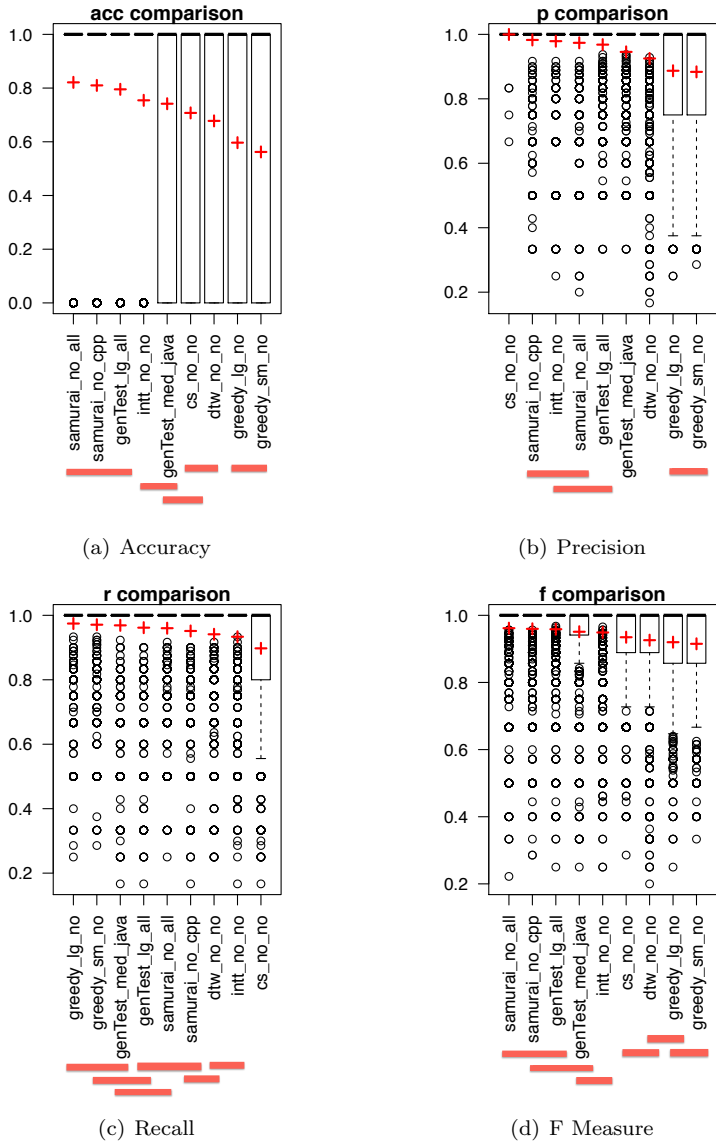 acc comparison
1.0
0.8
0.6
0.4
0.2
0.0
samurai_no_all
samurai_no_cpp
genTest_lg_all
intt_no_no
genTest_med_java
cs_no_no
dtw_no_no
greedy_lg_no
greedy_sm_no
(a) Accuracy
p comparison
1.0
0.8
0.6
0.4
0.2
cs_no_no
samurai_no_cpp
intt_no_no
samurai_no_all
genTest_lg_all
genTest_med_java
dtw_no_no
greedy_lg_no
greedy_sm_no
(b) Precision
r comparison
1.0
0.8
0.6
0.4
0.2
greedy_lg_no
greedy_sm_no
genTest_med_java
genTest_lg_all
samurai_no_all
samurai_no_cpp
dtw_no_no
intt_no_no
cs_no_no
(c) Recall
f comparison
1.0
0.8
0.6
0.4
0.2
samurai_no_all
samurai_no_cpp
genTest_lg_all
genTest_med_java
intt_no_no
cs_no_no
dtw_no_no
greedy_lg_no
greedy_sm_no
(d) F Measure